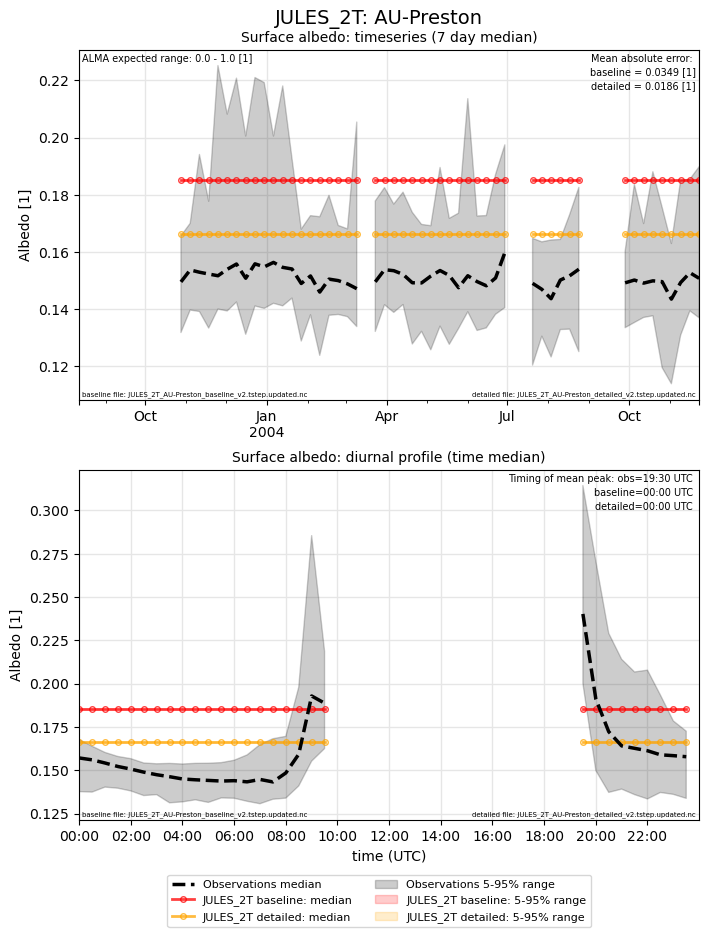 JULES_2T: AU-Preston
Surface albedo: timeseries (7 day median)
ALMA expected range: 0.0 - 1.0 [1]
Mean absolute error:
baseline = 0.0349 [1]
detailed = 0.0186 [1]
0.22
0.20
0.18
0.16
0.14
0.12
Albedo [1]
baseline file: JULES_2T_AU-Preston_baseline_v2.tstep.updated.nc
detailed file: JULES_2T_AU-Preston_detailed_v2.tstep.updated.nc
Oct Jan Apr Jul Oct
2004
Surface albedo: diurnal profile (time median)
Timing of mean peak: obs=19:30 UTC
baseline=00:00 UTC
detailed=00:00 UTC
0.300
0.275
0.250
0.225
0.200
0.175
0.150
0.125
Albedo [1]
baseline file: JULES_2T_AU-Preston_baseline_v2.tstep.updated.nc
detailed file: JULES_2T_AU-Preston_detailed_v2.tstep.updated.nc
00:00 02:00 04:00 06:00 08:00 10:00 12:00 14:00 16:00 18:00 20:00 22:00
time (UTC)
Observations median
JULES_2T baseline: median
JULES_2T detailed: median
Observations 5-95% range
JULES_2T baseline: 5-95% range
JULES_2T detailed: 5-95% range